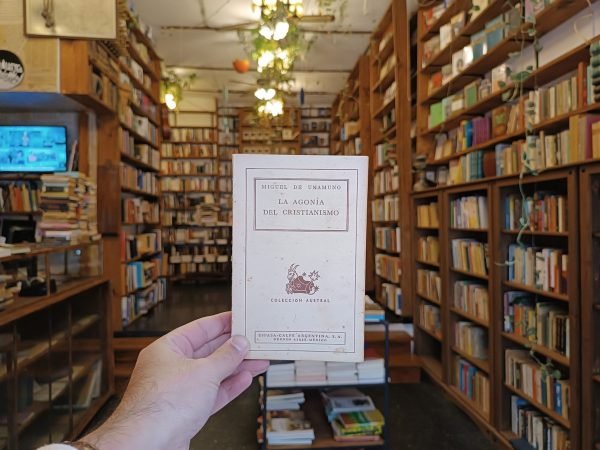 MIGUEL DE UNAMUNO
LA AGONÍA
DEL CRISTIANISMO
COLECCIÓN AUSTRAL
ESPASA-CALPE ARGENTINA, S. A.
BUENOS AIRES-MÉXICO